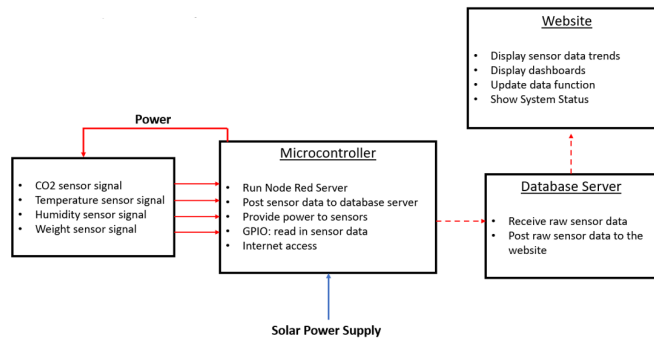 Website
• Display sensor data trends
• Display dashboards
• Update data function
• Show System Status
Power
Microcontroller
• CO2 sensor signal
• Temperature sensor signal
• Humidity sensor signal
• Weight sensor signal
• Run Node Red Server
• Post sensor data to database server
• Provide power to sensors
• GPIO: read in sensor data
• Internet access
Database Server
• Receive raw sensor data
• Post raw sensor data to the
website
Solar Power Supply